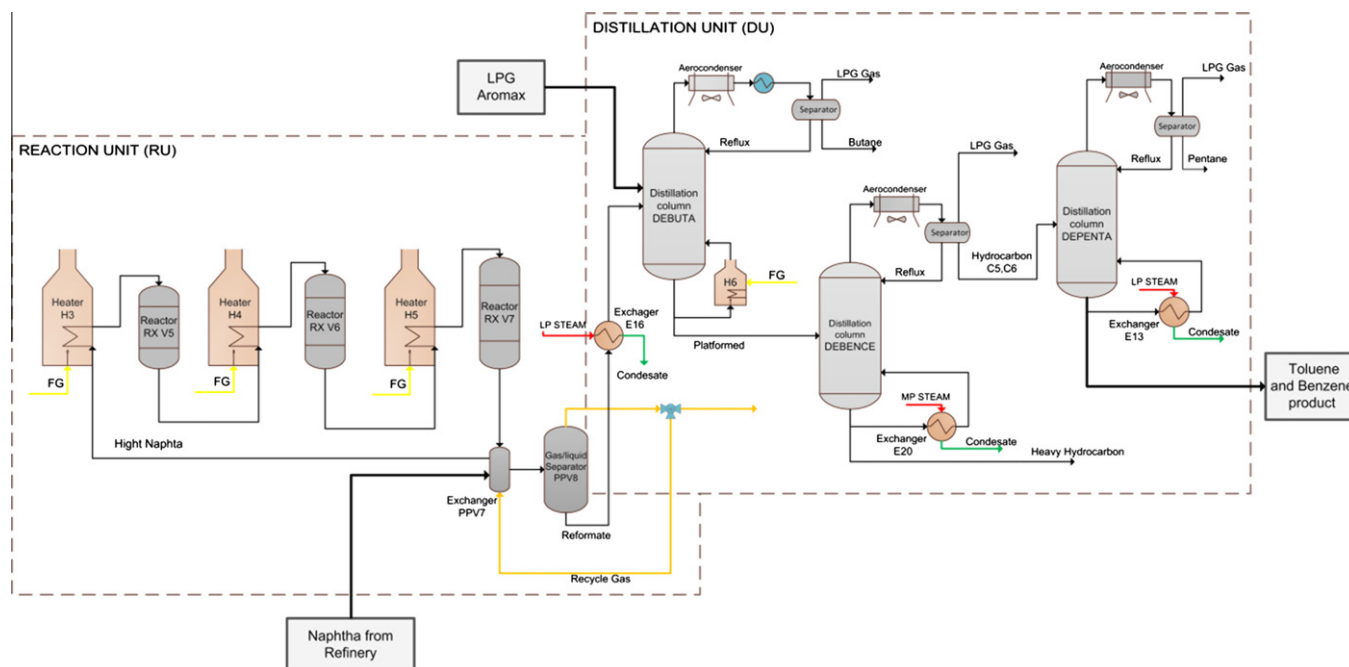 DISTILLATION UNIT (DU)
LPG
Aromax
Aerocondenser
LPG Gas
Separator
Reflux
Butane
Distillation
column
DEBUTA
H6
FG
Platformed
Aerocondenser
LPG Gas
Separator
Reflux
Hydrocarbon
C5,C6
Distillation
column
DEBENCE
MP STEAM
Exchanger
E20
Condesate
Heavy Hydrocarbon
Aerocondenser
LPG Gas
Separator
Reflux
Pentane
Distillation
column
DEPENTA
LP STEAM
Exchanger
E13
Condesate
Toluene
and Benzene
product
REACTION UNIT (RU)
Heater
H3
FG
Reactor
RX V5
Heater
H4
FG
Reactor
RX V6
Heater
H5
FG
Reactor
RX V7
LP STEAM
Exchager
E16
Condesate
Hight Naphta
Exchanger
PPV7
Gas/liquid
Separator
PPV8
Reformate
Recycle Gas
Naphtha from
Refinery